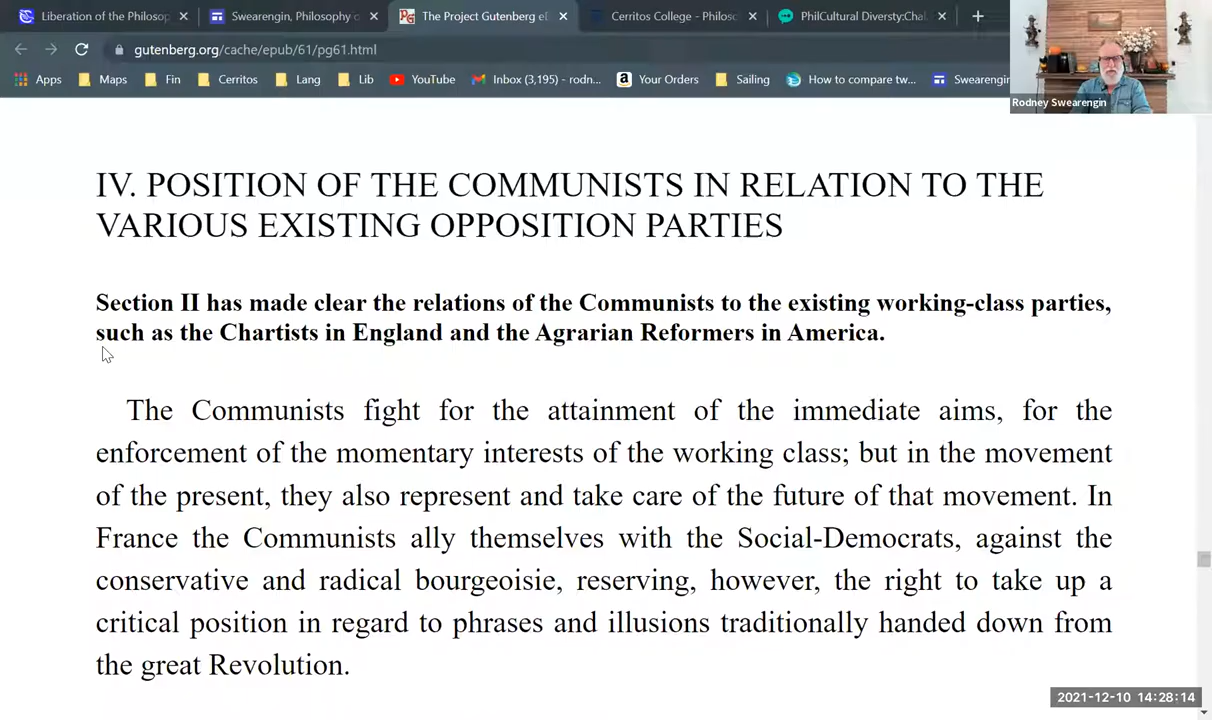 Liberation of the Philosop
Swearengin, Philosophy o
The Project Gutenberg eB
Cerritos College - Philoso
PhilCultural Diversty:Chal
gutenberg.org/cache/epub/61/pg61.html
Apps
Maps
Fin
Cerritos
Lang
Lib
YouTube
Inbox (3,195) - rodn...
Your Orders
Sailing
How to compare tw...
Swearengin
Rodney Swearengin
IV. POSITION OF THE COMMUNISTS IN RELATION TO THE
VARIOUS EXISTING OPPOSITION PARTIES
Section II has made clear the relations of the Communists to the existing working-class parties,
such as the Chartists in England and the Agrarian Reformers in America.
The Communists fight for the attainment of the immediate aims, for the
enforcement of the momentary interests of the working class; but in the movement
of the present, they also represent and take care of the future of that movement. In
France the Communists ally themselves with the Social-Democrats, against the
conservative and radical bourgeoisie, reserving, however, the right to take up a
critical position in regard to phrases and illusions traditionally handed down from
the great Revolution.
2021-12-10 14:28:14